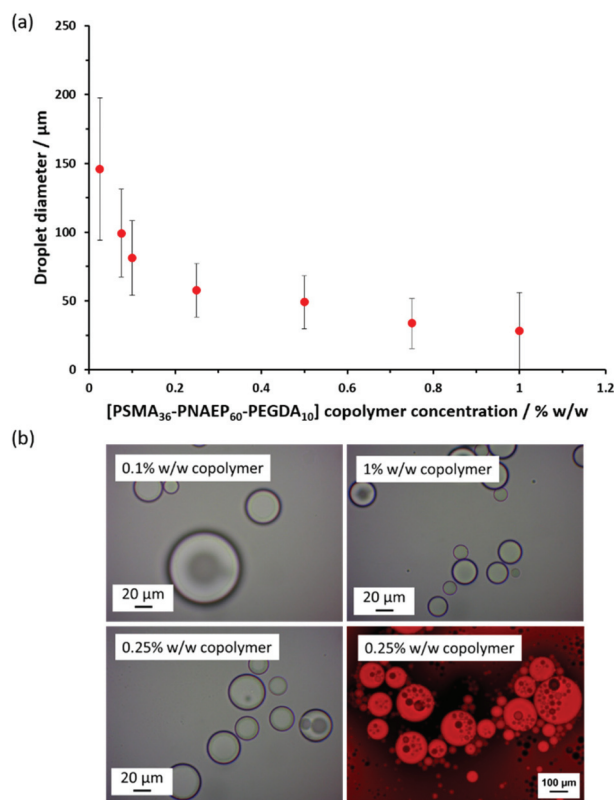 (a)
250
200
150
100
50
0
Droplet diameter / µm
0 0.2 0.4 0.6 0.8 1 1.2
[PSMA₃₆-PNAEP₆₀-PEGDA₁₀] copolymer concentration / % w/w
(b)
0.1% w/w copolymer
20 µm
1% w/w copolymer
20 µm
0.25% w/w copolymer
20 µm
0.25% w/w copolymer
100 µm